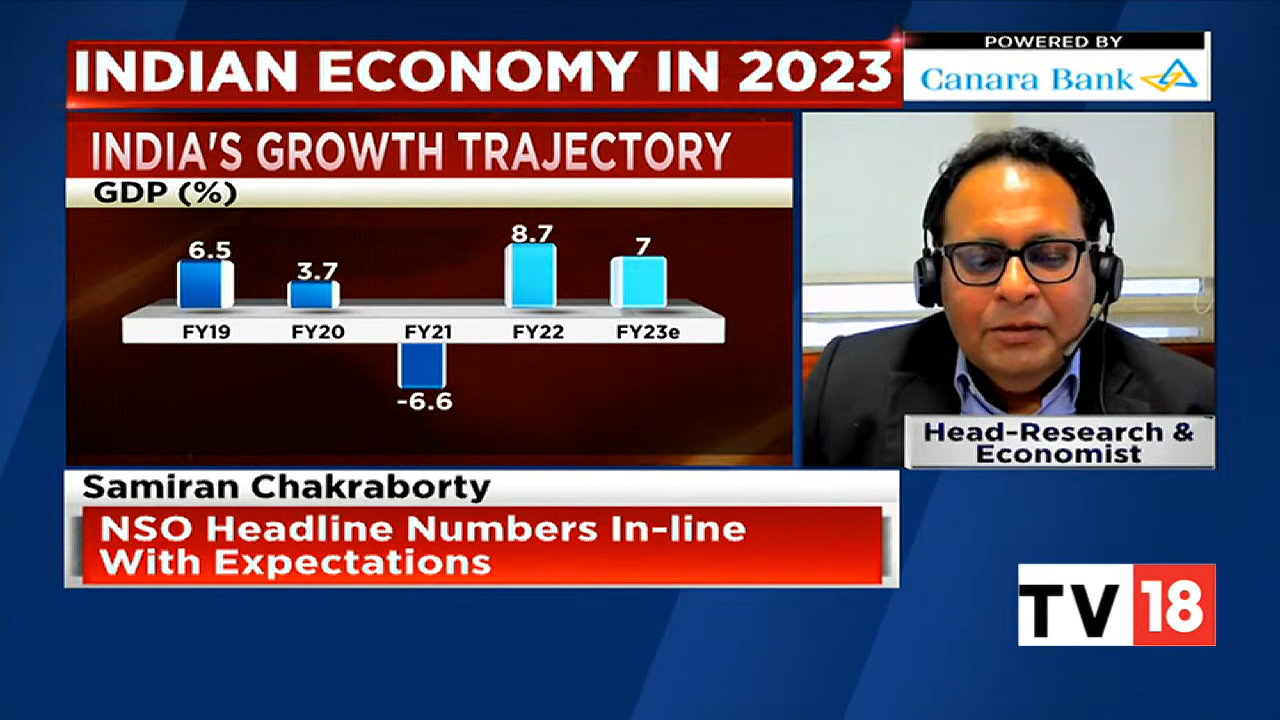 INDIAN ECONOMY IN 2023
POWERED BY
Canara Bank
INDIA'S GROWTH TRAJECTORY
GDP (%)
6.5
3.7
8.7
7
FY19
FY20
FY21
FY22
FY23e
-6.6
Head-Research &
Economist
Samiran Chakraborty
NSO Headline Numbers In-line
With Expectations
TV18